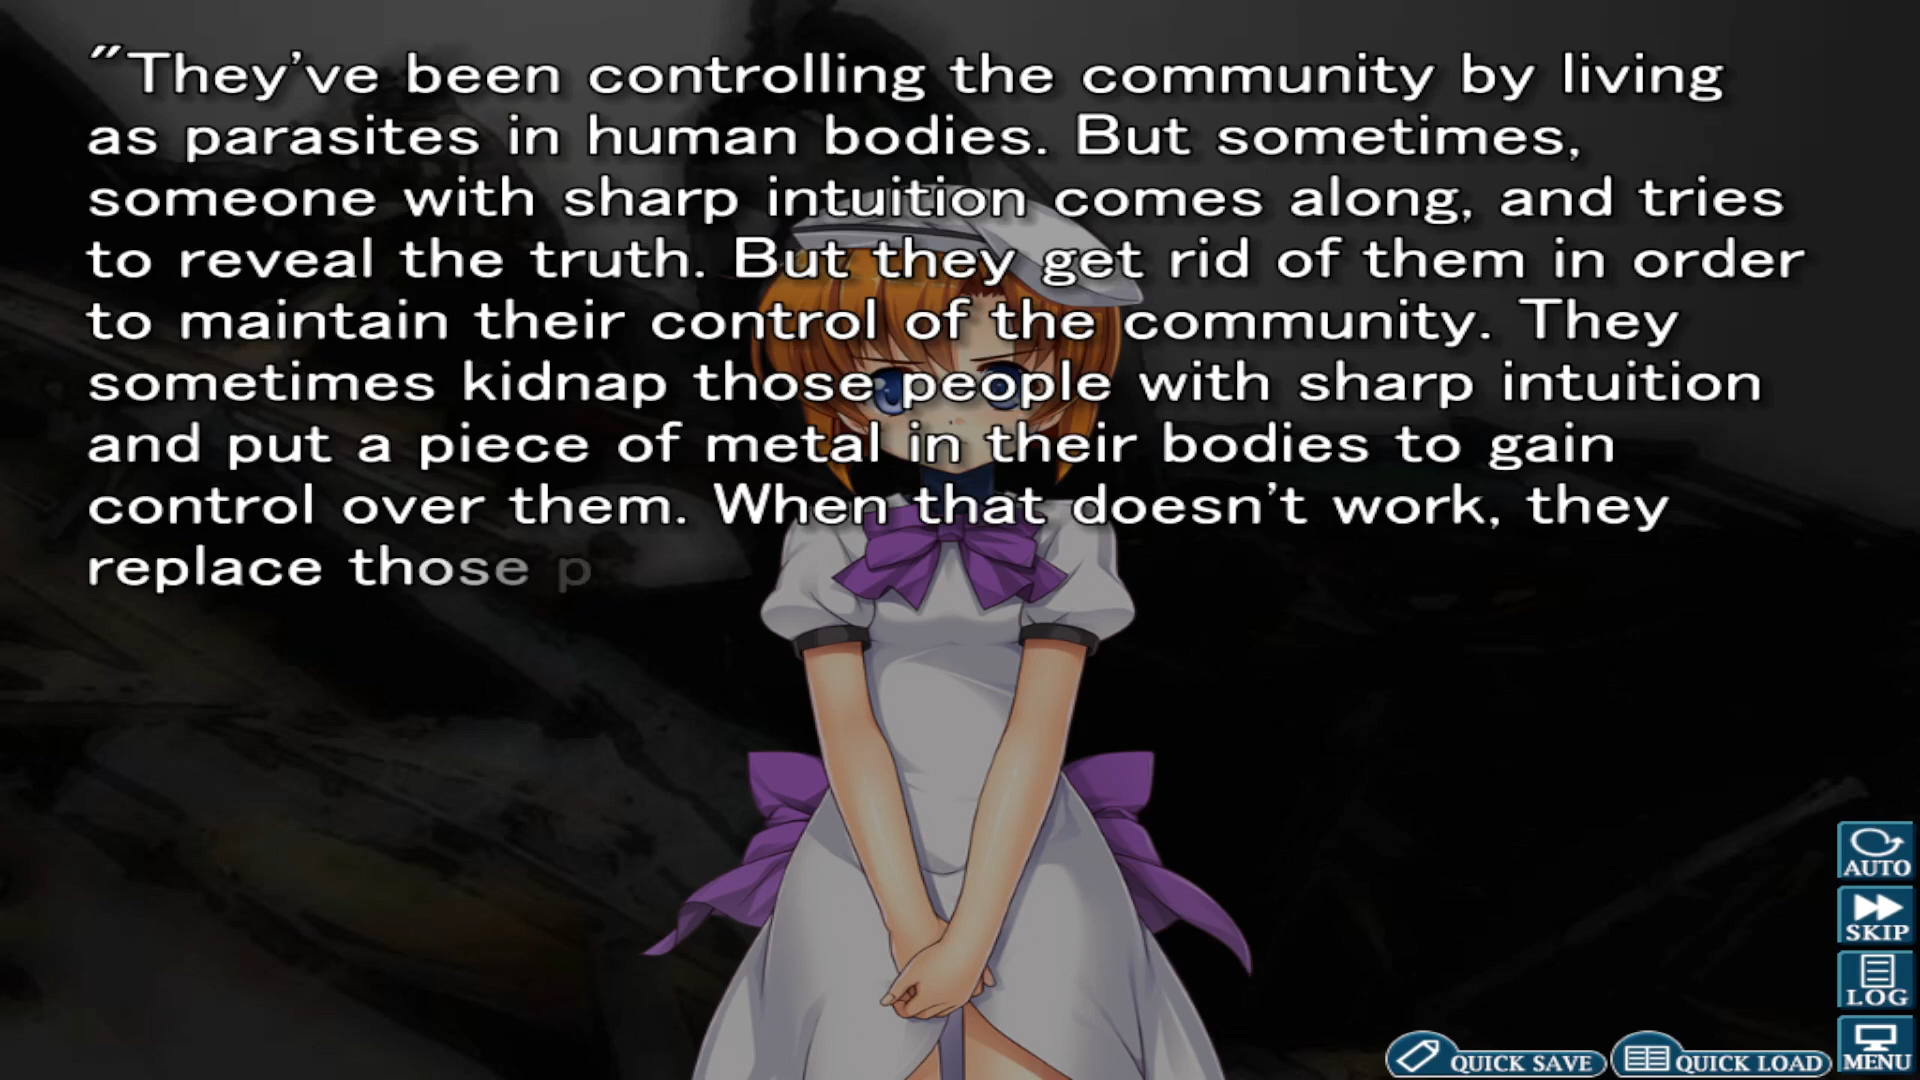 "They've been controlling the community by living
as parasites in human bodies. But sometimes,
someone with sharp intuition comes along, and tries
to reveal the truth. But they get rid of them in order
to maintain their control of the community. They
sometimes kidnap those people with sharp intuition
and put a piece of metal in their bodies to gain
control over them. When that doesn't work, they
replace those p
AUTO
SKIP
LOG
MENU
QUICK SAVE
QUICK LOAD